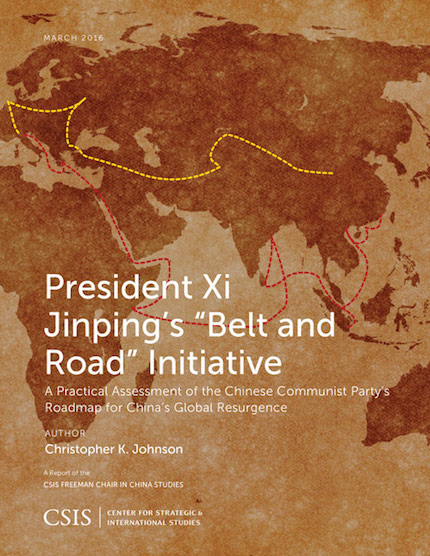 MARCH 2016
President Xi
Jinping’s “Belt and
Road” Initiative
A Practical Assessment of the Chinese Communist Party’s
Roadmap for China’s Global Resurgence
AUTHOR
Christopher K. Johnson
A Report of the
CSIS FREEMAN CHAIR IN CHINA STUDIES
CSIS | CENTER FOR STRATEGIC &
INTERNATIONAL STUDIES